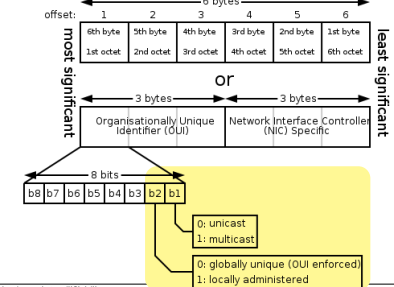 6 bytes
offset: 1 2 3 4 5 6
most significant
6th byte 5th byte 4th byte 3rd byte 2nd byte 1st byte
1st octet 2nd octet 3rd octet 4th octet 5th octet 6th octet
least significant
or
3 bytes 3 bytes
Organisationally Unique Network Interface Controller
Identifier (OUI) (NIC) Specific
8 bits
b8 b7 b6 b5 b4 b3 b2 b1
0: unicast
1: multicast
0: globally unique (OUI enforced)
1: locally administered